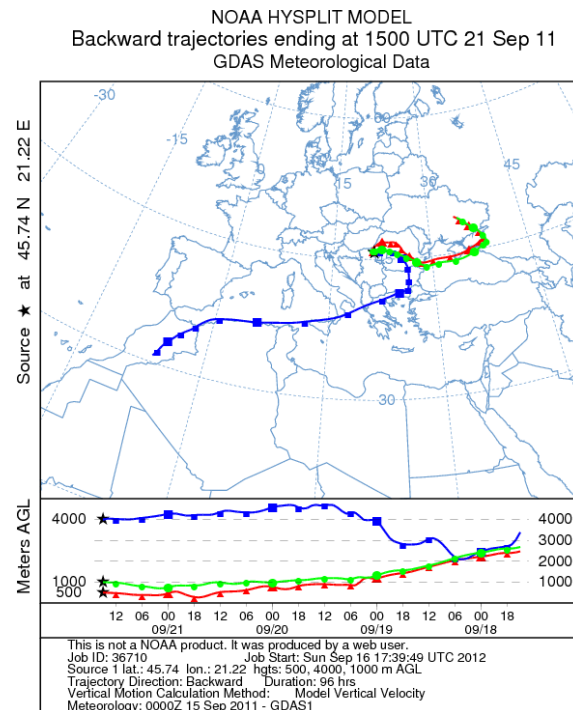 NOAA HYSPLIT MODEL
Backward trajectories ending at 1500 UTC 21 Sep 11
GDAS Meteorological Data
Source ★ at 45.74 N 21.22 E
-30
-15
15
30
45
45
30
30
Meters AGL
4000 4000
3000
2000
1000 1000
500
12 06 00 18 12 06 00 18 12 06 00 18 12 06 00 18
09/21 09/20 09/19 09/18
This is not a NOAA product. It was produced by a web user.
Job ID: 36710 Job Start: Sun Sep 16 17:39:49 UTC 2012
Source 1 lat.: 45.74 lon.: 21.22 hgts: 500, 4000, 1000 m AGL
Trajectory Direction: Backward Duration: 96 hrs
Vertical Motion Calculation Method: Model Vertical Velocity
Meteorology: 0000Z 15 Sep 2011 - GDAS1